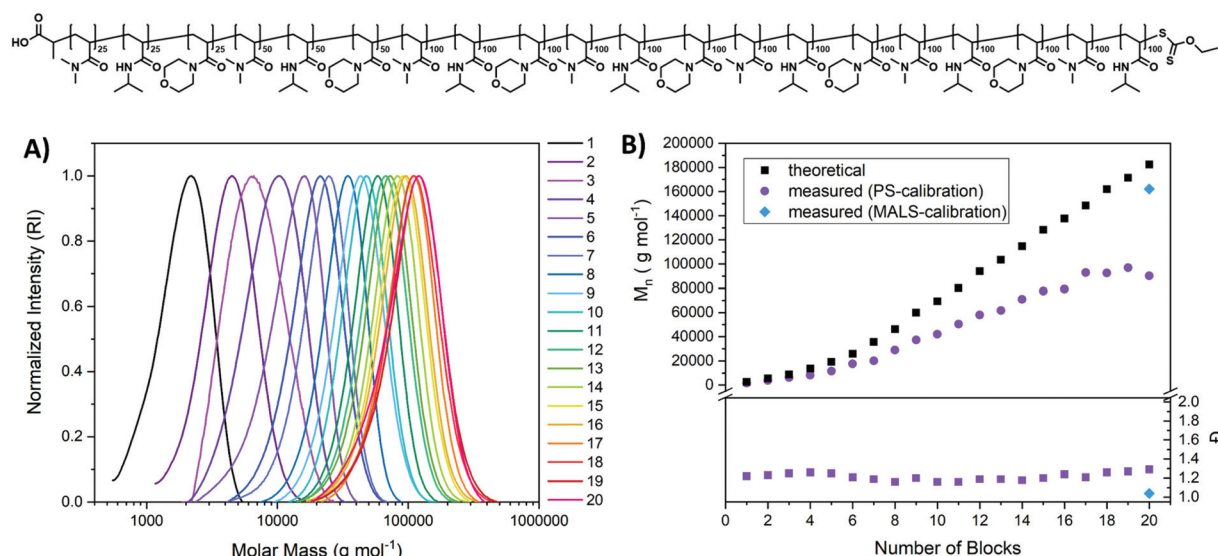 HO O 25 25 25 50 50 50 100 100 100 100 100 100 100 100 100 100 100 100 100 100 S O
S
N O HN O N O N O HN O N O N O HN O N O N O HN O N O N O HN O N O N O HN O N O N O HN O
O O O O O O
A)
Normalized Intensity (RI)
1.0
0.8
0.6
0.4
0.2
0.0
1000 10000 100000 1000000
Molar Mass (g mol⁻¹)
1
2
3
4
5
6
7
8
9
10
11
12
13
14
15
16
17
18
19
20
B)
theoretical
measured (PS-calibration)
measured (MALS-calibration)
Mₙ ( g mol⁻¹)
200000
180000
160000
140000
120000
100000
80000
60000
40000
20000
0
2.0
1.8
1.6
1.4
1.2
1.0
0 2 4 6 8 10 12 14 16 18 20
Number of Blocks